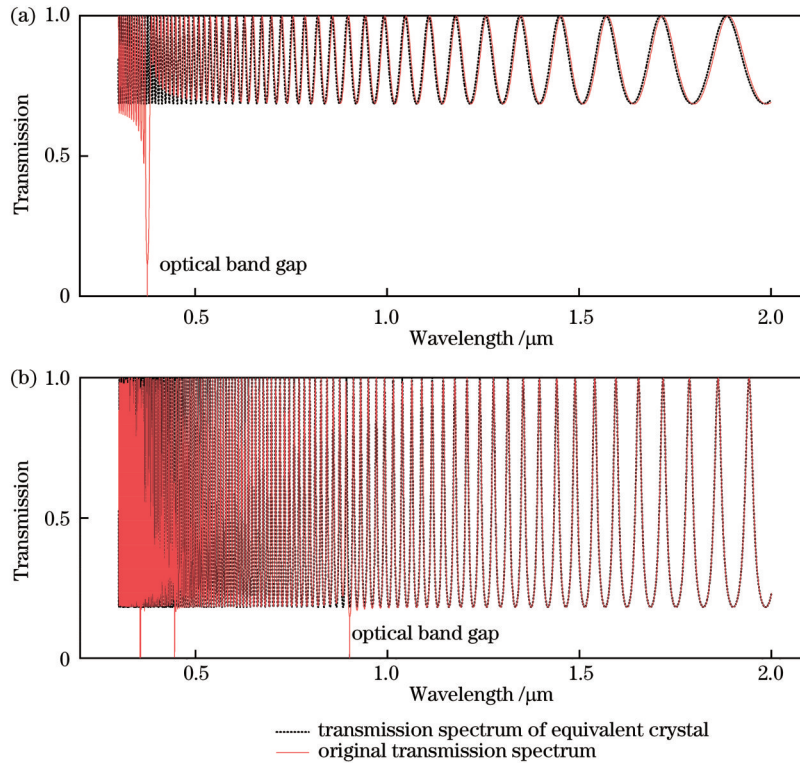 (a)
1.0
0.5
0
Transmission
optical band gap
0.5
1.0
1.5
2.0
Wavelength /μm
(b)
1.0
0.5
0
Transmission
optical band gap
0.5
1.0
1.5
2.0
Wavelength /μm
transmission spectrum of equivalent crystal
original transmission spectrum